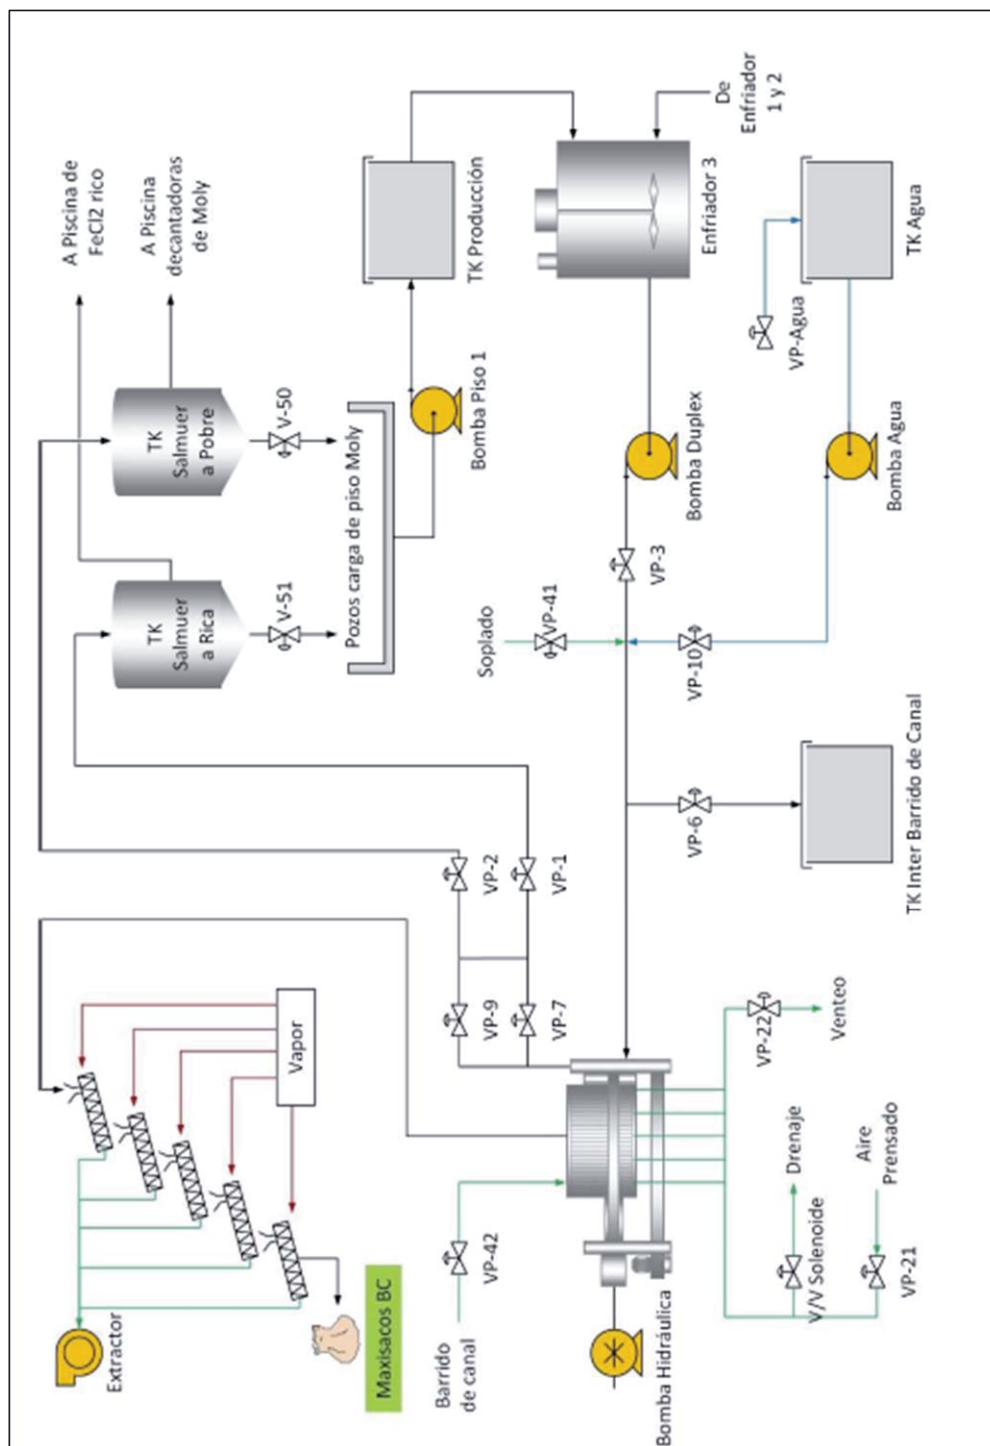 Extractor
Vapor
Maxisacos BC
Barrido
de canal
VP-42
Bomba Hidráulica
V/V Solenoide
Drenaje
Aire
Prensado
VP-21
VP-22
Venteo
VP-9
VP-7
VP-2
VP-1
A Piscina de
FeCl2 rico
A Piscina
decantadoras
de Moly
TK
Salmuer
a Rica
TK
Salmuer
a Pobre
V-51
V-50
Pozos carga de piso Moly
Bomba Piso 1
TK Producción
Enfriador 3
De
Enfriador
1 y 2
Bomba Duplex
VP-3
Soplado
VP-41
VP-10
VP-6
TK Inter Barrido de Canal
Bomba Agua
VP-Agua
TK Agua